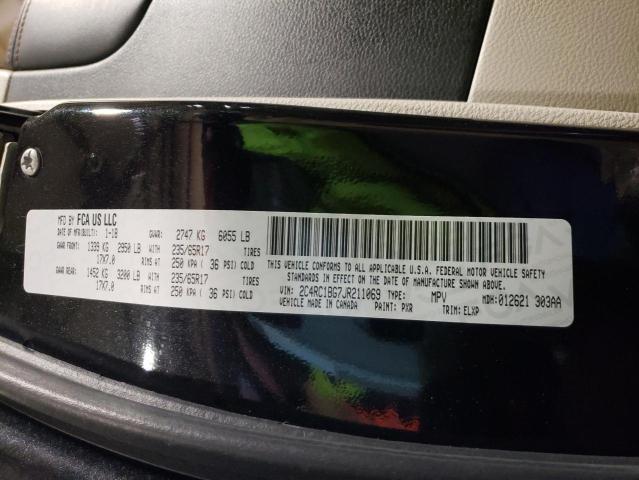 MFD BY FCA US LLC
DATE OF MFR(BUILT): 1-18 GVWR: 2747 KG 6055 LB
GAWR FRONT: 1339 KG 2950 LB WITH 235/65R17 TIRES
17X7.0 RIMS AT 250 KPA ( 36 PSI) COLD
GAWR REAR: 1452 KG 3200 LB WITH 235/65R17 TIRES
17X7.0 RIMS AT 250 KPA ( 36 PSI) COLD
THIS VEHICLE CONFORMS TO ALL APPLICABLE U.S.A. FEDERAL MOTOR VEHICLE SAFETY
STANDARDS IN EFFECT ON THE DATE OF MANUFACTURE SHOWN ABOVE.
VIN: 2C4RC1BG7JR211069 TYPE: MPV MDH: 012621 303AA
VEHICLE MADE IN CANADA PAINT: PXR TRIM: ELXP